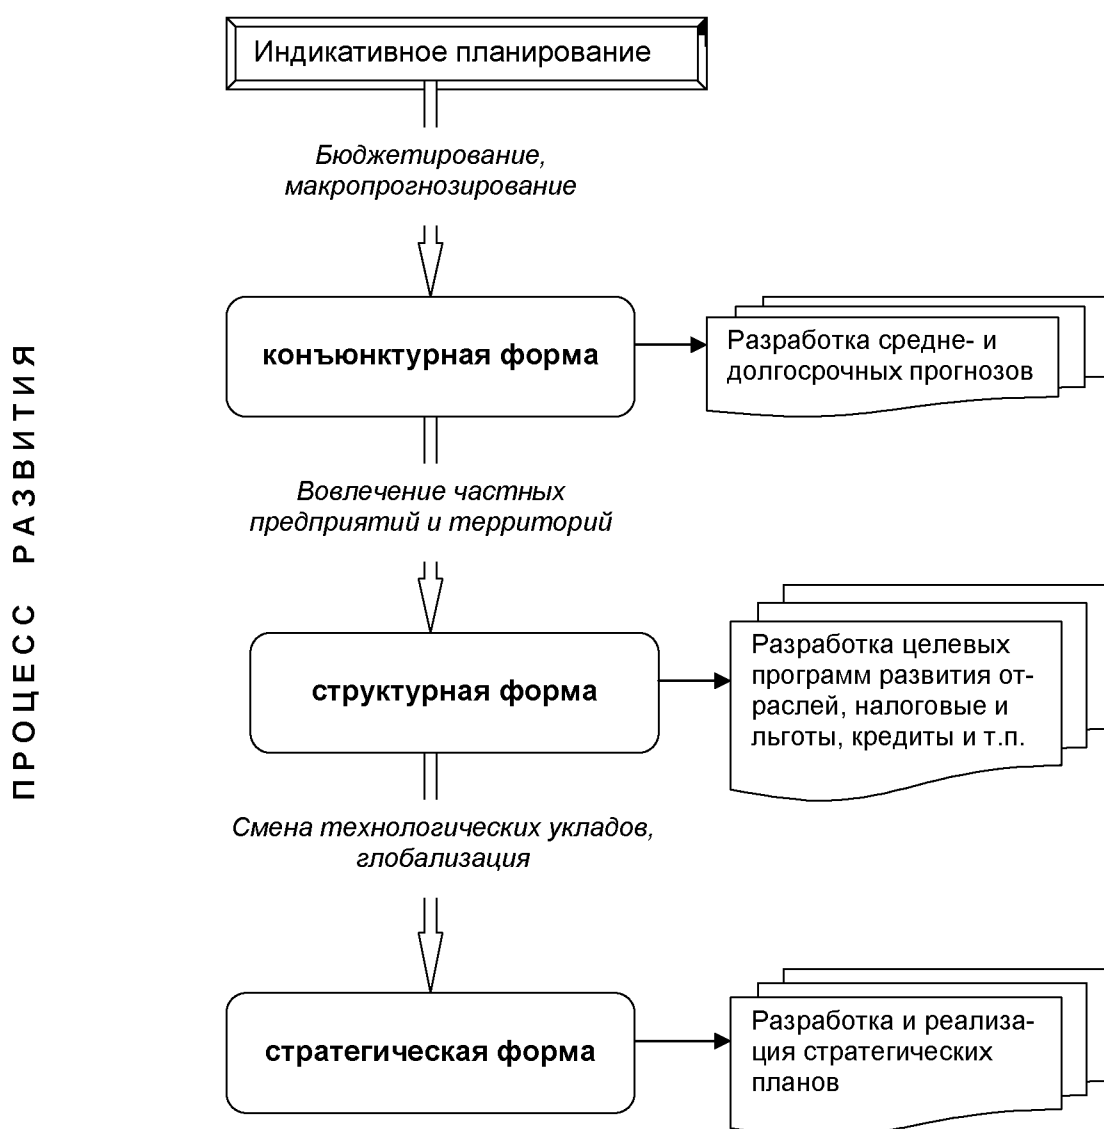 Индикативное планирование
Бюджетирование,
макропрогнозирование
ПРОЦЕСС РАЗВИТИЯ
конъюнктурная форма
Разработка средне- и
долгосрочных прогнозов
Вовлечение частных
предприятий и территорий
структурная форма
Разработка целевых
программ развития от-
раслей, налоговые и
льготы, кредиты и т.п.
Смена технологических укладов,
глобализация
стратегическая форма
Разработка и реализа-
ция стратегических
планов